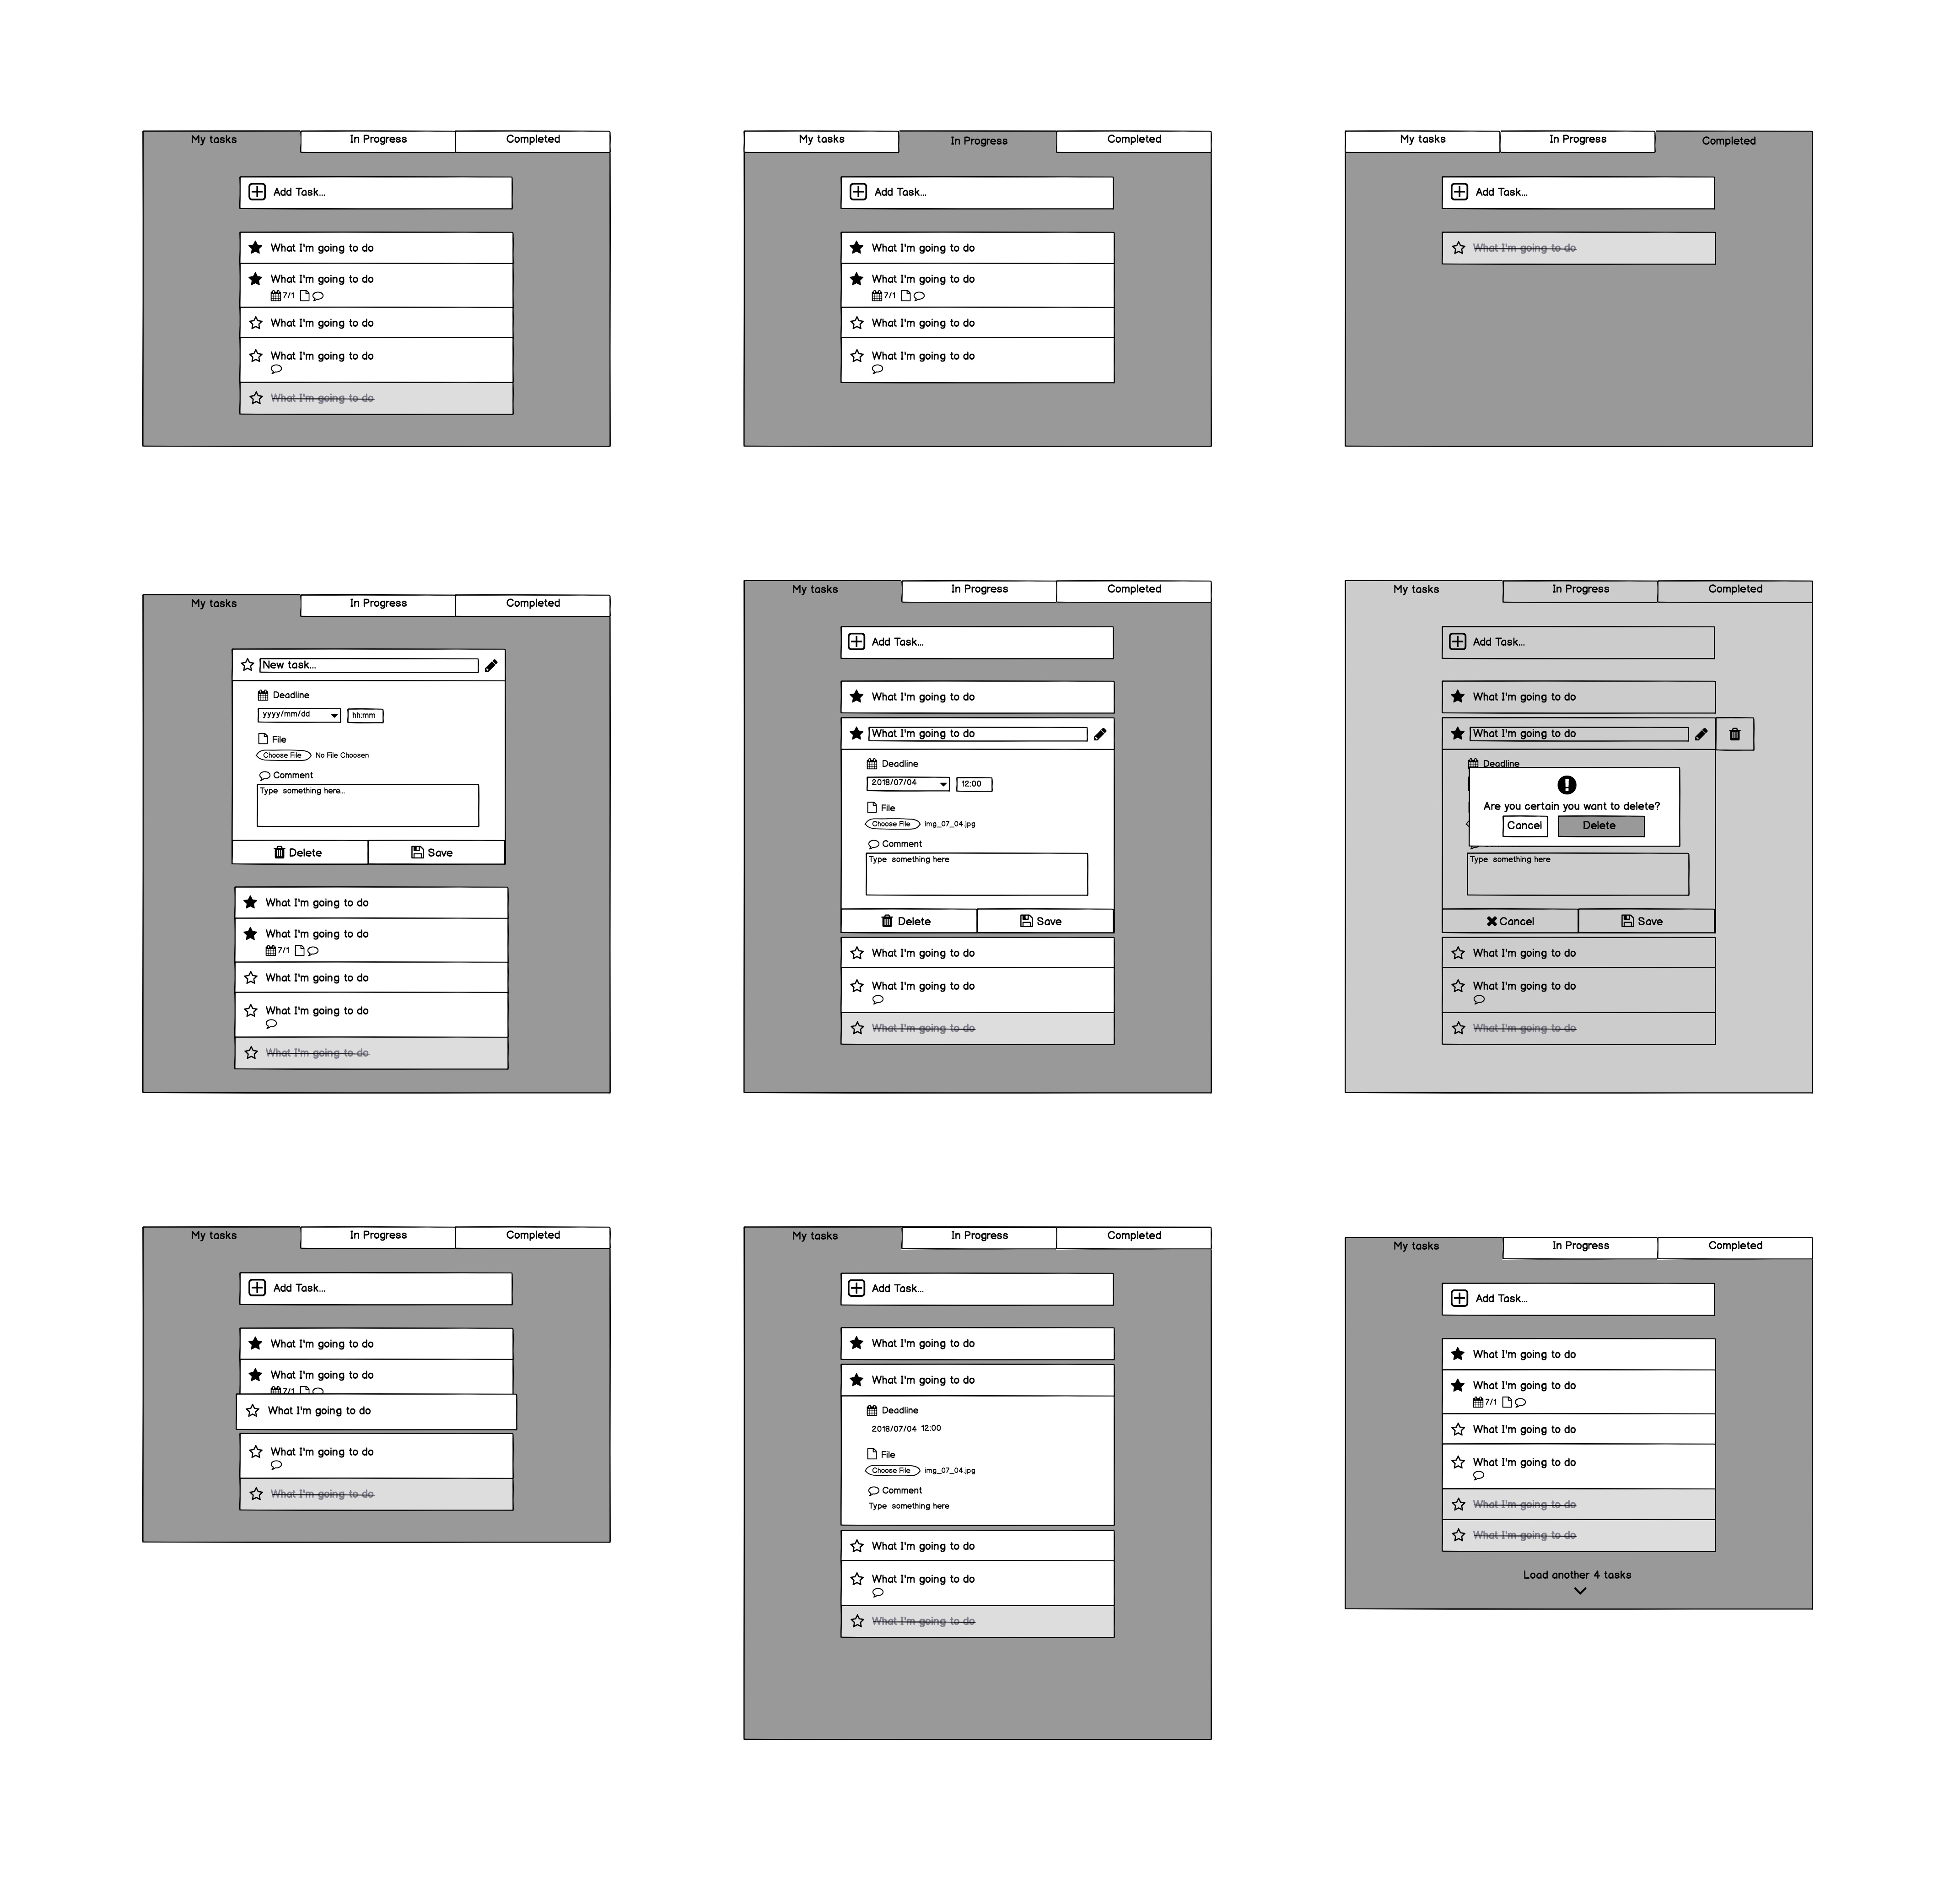 My tasks In Progress Completed
Add Task...
What I'm going to do
What I'm going to do
7/1
What I'm going to do
What I'm going to do
What I'm going to do
My tasks In Progress Completed
Add Task...
What I'm going to do
What I'm going to do
7/1
What I'm going to do
What I'm going to do
My tasks In Progress Completed
Add Task...
What I'm going to do
My tasks In Progress Completed
New task...
Deadline
yyyy/mm/dd hh:mm
File
Choose File No File Choosen
Comment
Type something here...
Delete Save
What I'm going to do
What I'm going to do
7/1
What I'm going to do
What I'm going to do
What I'm going to do
My tasks In Progress Completed
Add Task...
What I'm going to do
What I'm going to do
Deadline
2018/07/04 12:00
File
Choose File img_07_04.jpg
Comment
Type something here
Delete Save
What I'm going to do
What I'm going to do
What I'm going to do
My tasks In Progress Completed
Add Task...
What I'm going to do
What I'm going to do
Deadline
Are you certain you want to delete?
Cancel Delete
Type something here
Cancel Save
What I'm going to do
What I'm going to do
What I'm going to do
My tasks In Progress Completed
Add Task...
What I'm going to do
What I'm going to do
7/1
What I'm going to do
What I'm going to do
What I'm going to do
My tasks In Progress Completed
Add Task...
What I'm going to do
What I'm going to do
Deadline
2018/07/04 12:00
File
Choose File img_07_04.jpg
Comment
Type something here
What I'm going to do
What I'm going to do
What I'm going to do
My tasks In Progress Completed
Add Task...
What I'm going to do
What I'm going to do
7/1
What I'm going to do
What I'm going to do
What I'm going to do
What I'm going to do
Load another 4 tasks